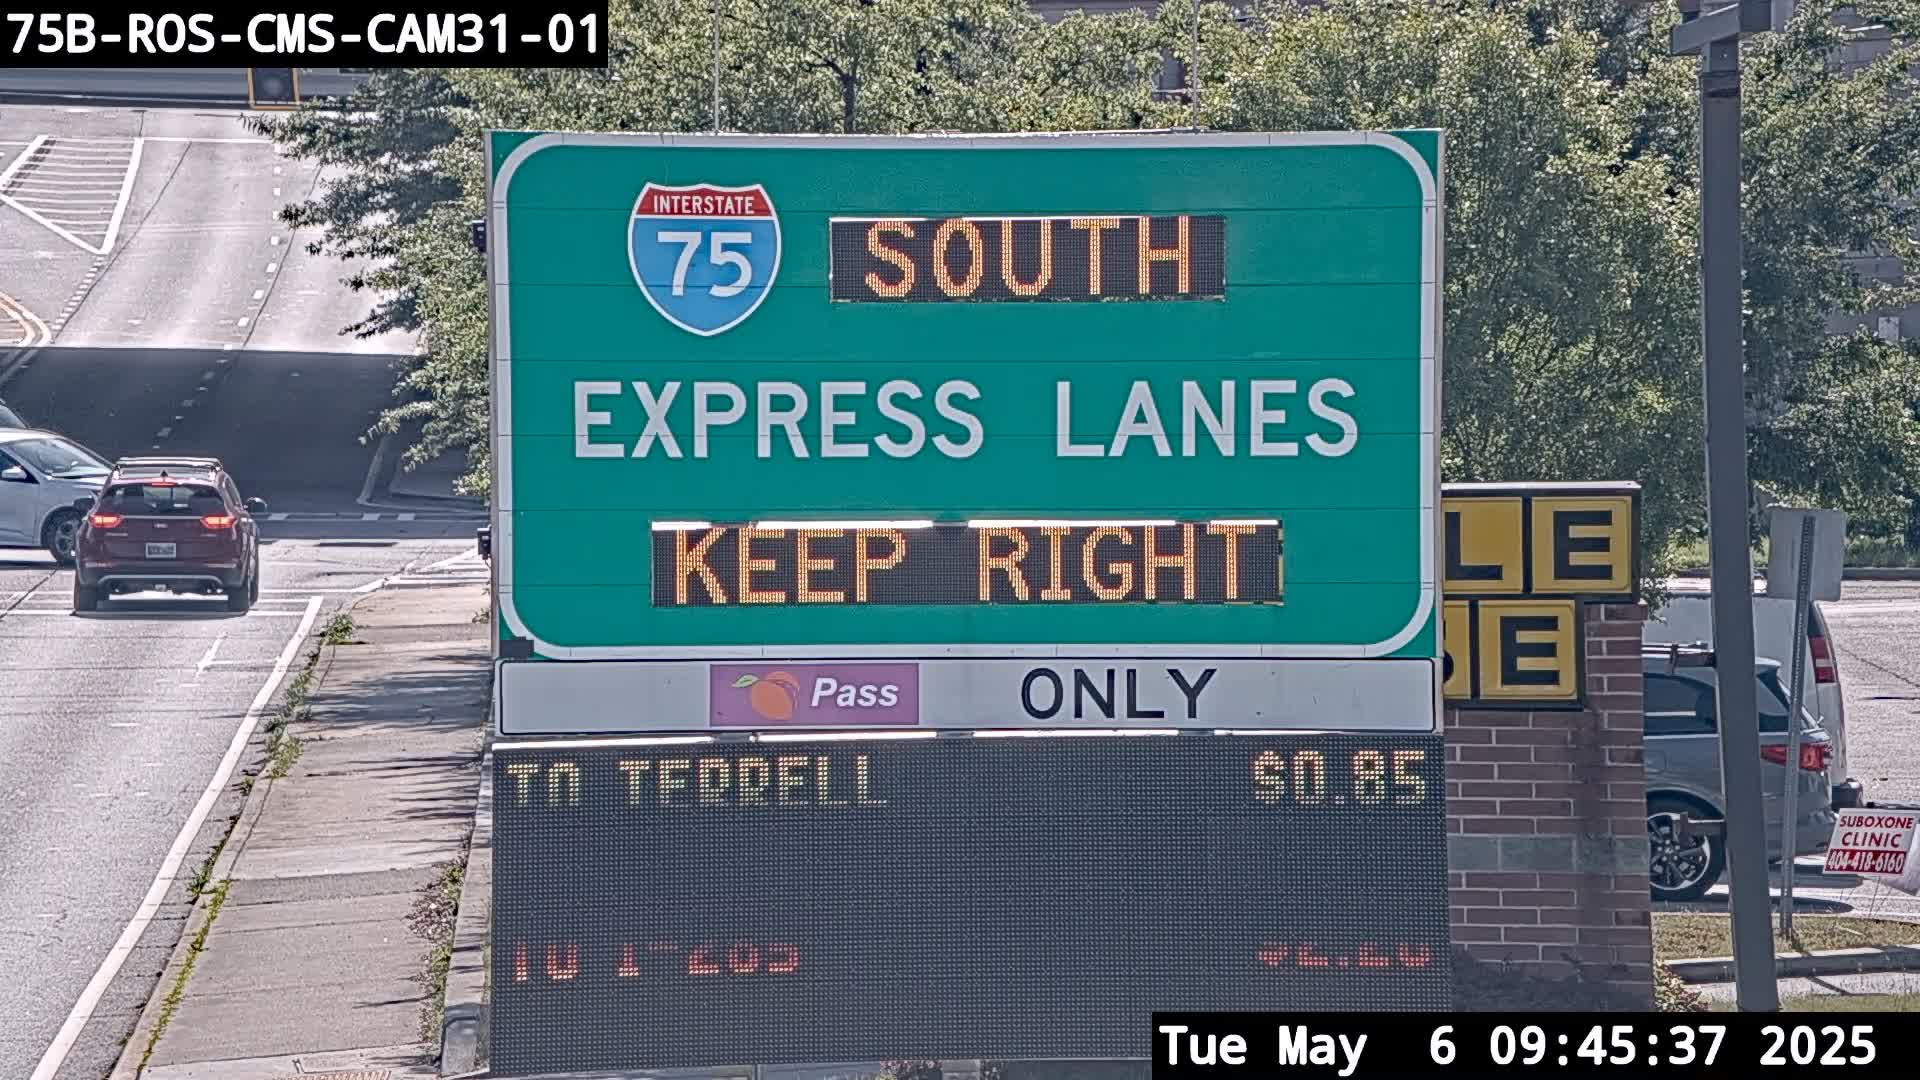 75B-ROS-CMS-CAM31-01
INTERSTATE
75
SOUTH
EXPRESS LANES
KEEP RIGHT
Pass ONLY
TO TERRELL $0.85
LE
E
SUBOXONE
CLINIC
404-418-6160
Tue May 6 09:45:37 2025